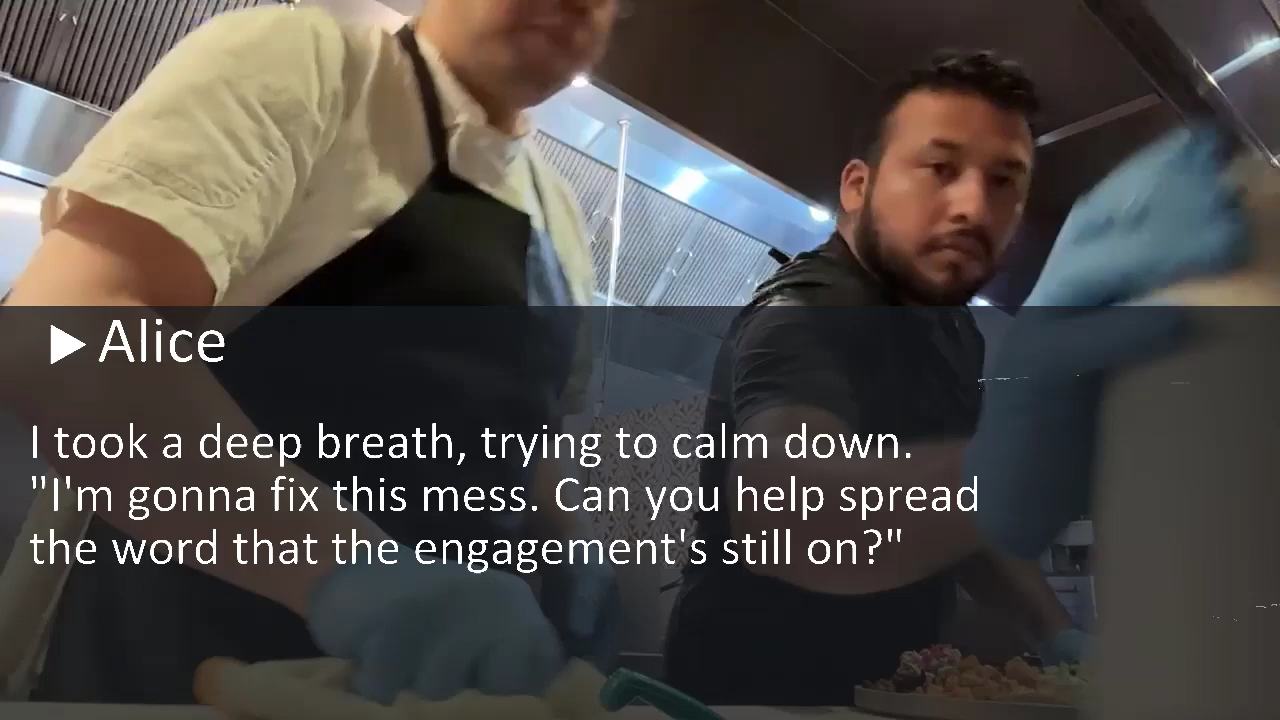 ▶Alice
I took a deep breath, trying to calm down.
"I'm gonna fix this mess. Can you help spread
the word that the engagement's still on?"